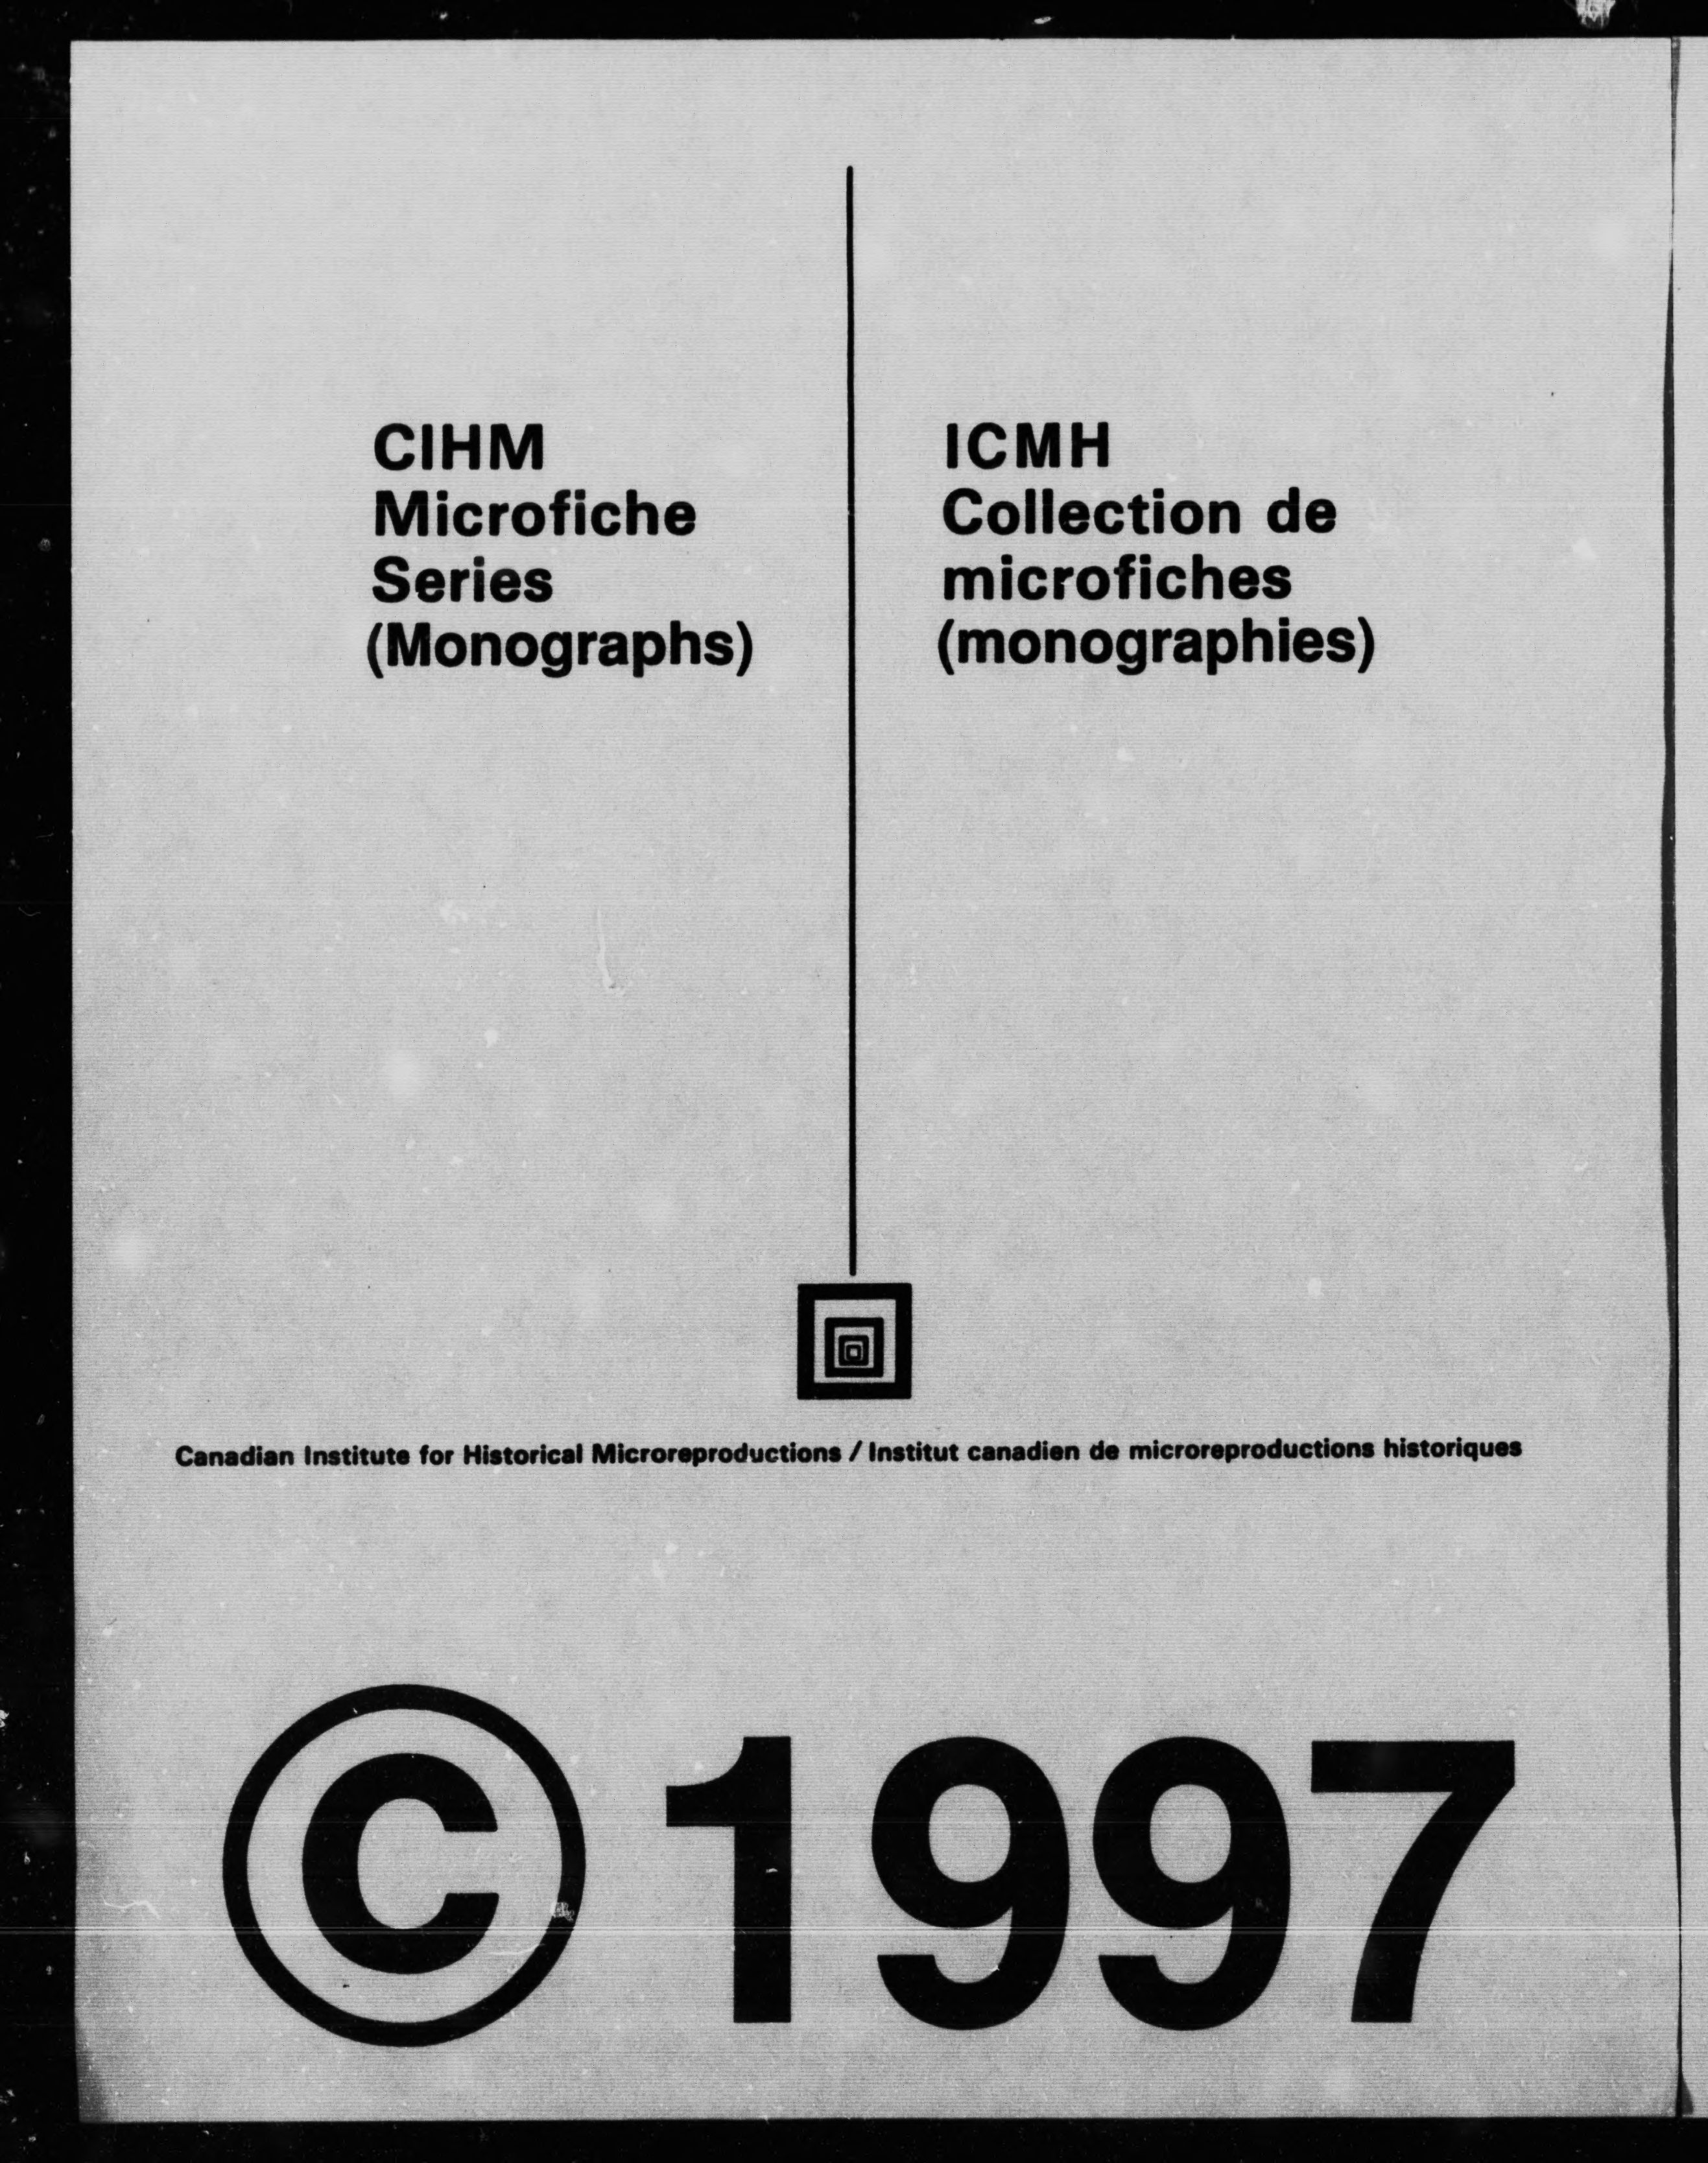 CIHM
Microfiche
Series
(Monographs)
ICMH
Collection de
microfiches
(monographies)
Canadian Institute for Historical Microreproductions / Institut canadien de microreproductions historiques
© 1997